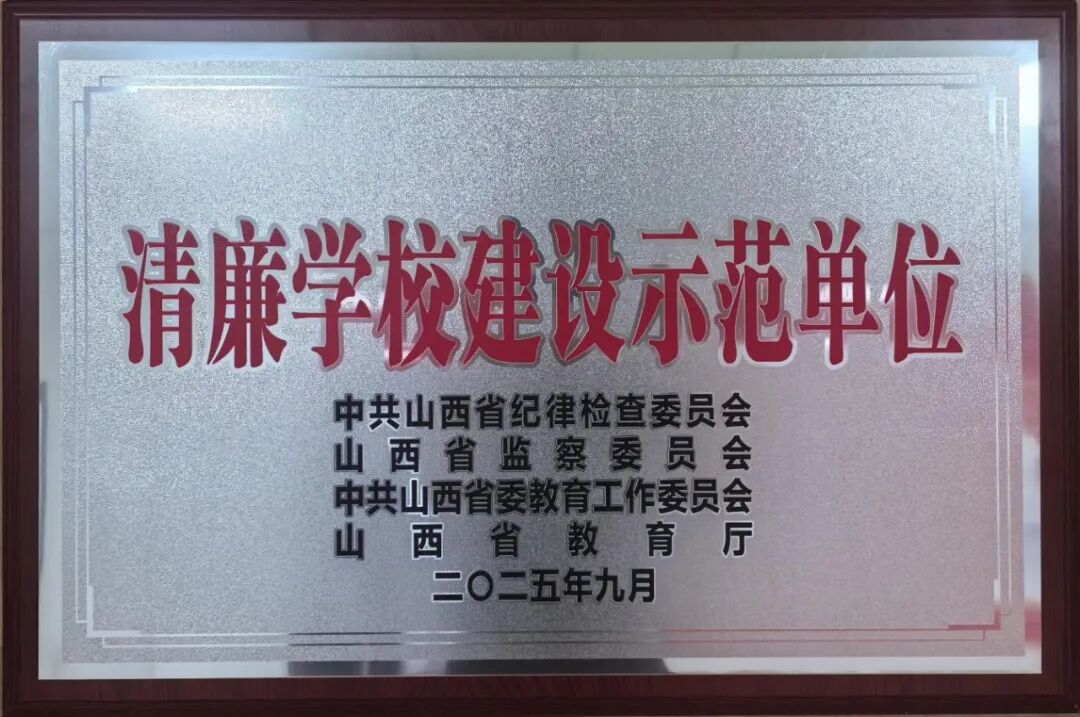 清廉学校建设示范单位
中共山西省纪律检查委员会
山西省监察委员会
中共山西省委教育工作委员会
山西省教育厅
二〇二五年九月